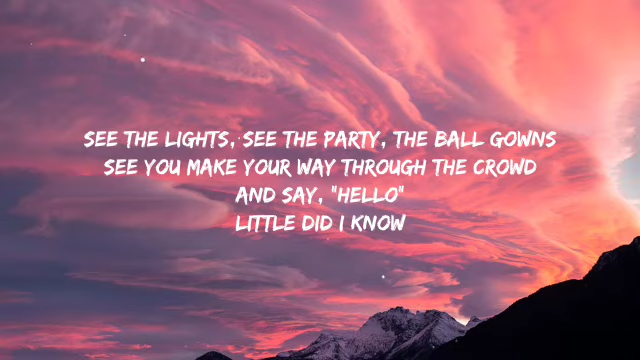 SEE THE LIGHTS, SEE THE PARTY, THE BALL GOWNS
SEE YOU MAKE YOUR WAY THROUGH THE CROWD
AND SAY, "HELLO"
LITTLE DID I KNOW